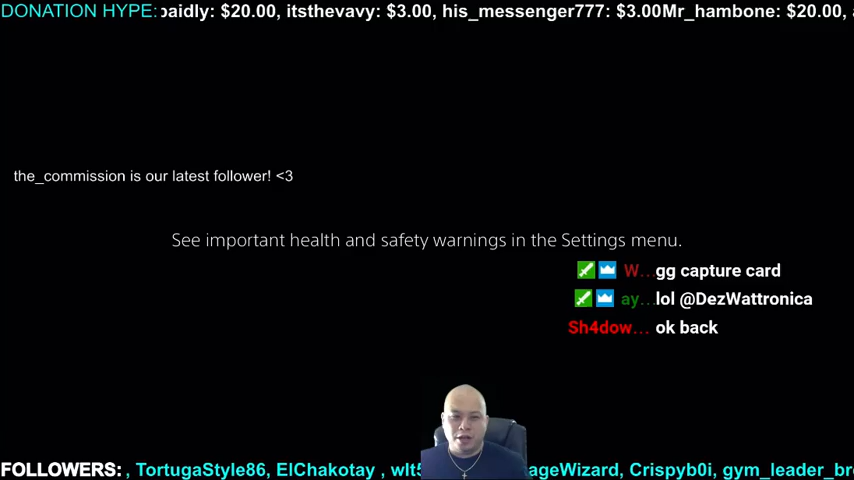 DONATION HYPE: paidly: $20.00, itsthevavy: $3.00, his_messenger777: $3.00Mr_hambone: $20.00,
the_commission is our latest follower! <3
See important health and safety warnings in the Settings menu.
W... gg capture card
ay... lol @DezWattronica
Sh4dow... ok back
FOLLOWERS: , TortugaStyle86, ElChakotay , ageWizard, Crispyb0i, gym_leader_br